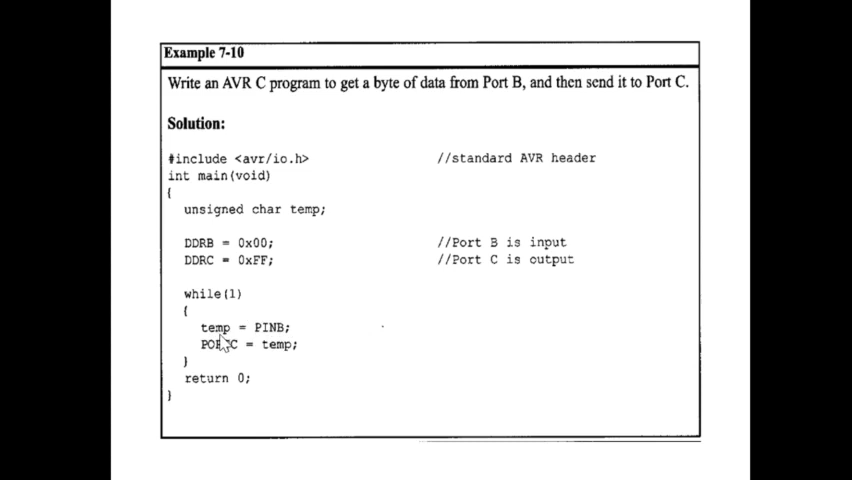 Example 7-10
Write an AVR C program to get a byte of data from Port B, and then send it to Port C.
Solution:
#include <avr/io.h> //standard AVR header
int main(void)
{
unsigned char temp;
DDRB = 0x00; //Port B is input
DDRC = 0xFF; //Port C is output
while(1)
{
temp = PINB;
PORTC = temp;
}
return 0;
}